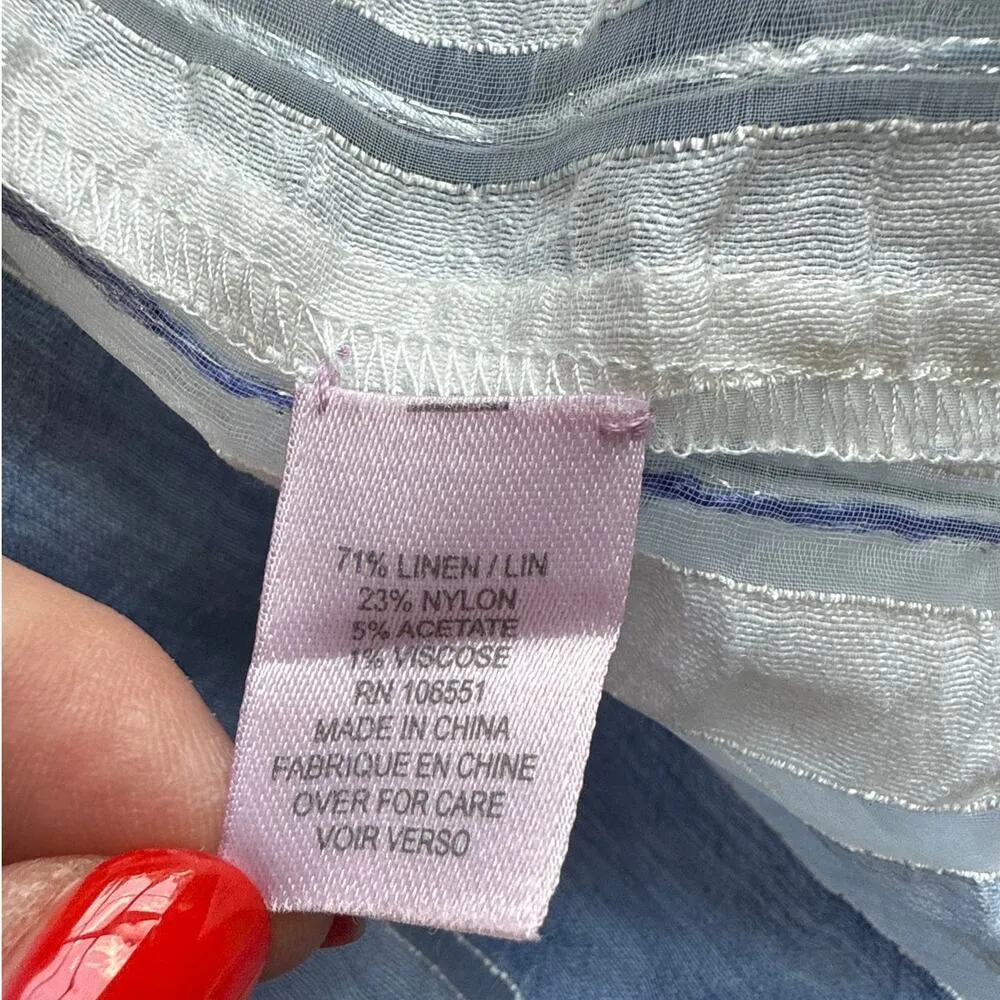 71% LINEN / LIN
23% NYLON
5% ACETATE
1% VISCOSE
RN 106551
MADE IN CHINA
FABRIQUE EN CHINE
OVER FOR CARE
VOIR VERSO